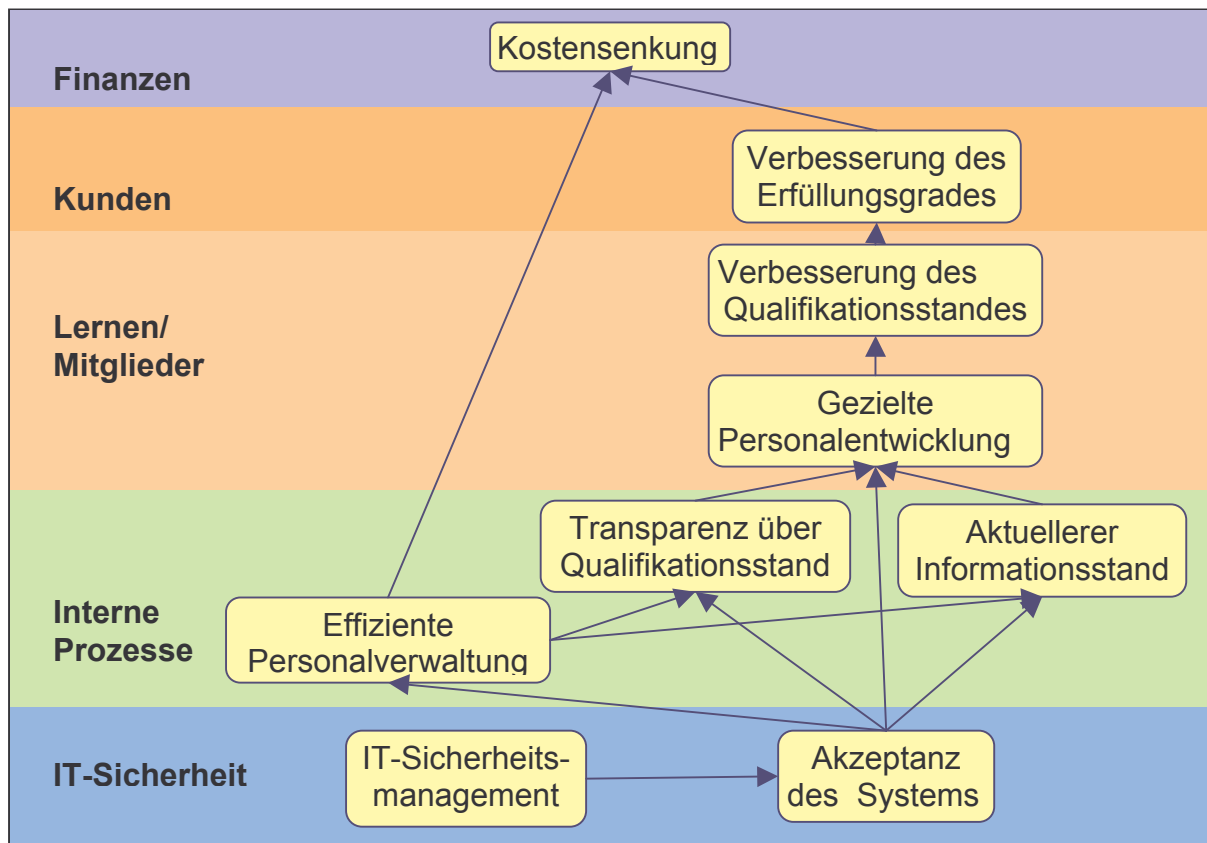 Kostensenkung
Finanzen
Verbesserung des
Erfüllungsgrades
Kunden
Verbesserung des
Qualifikationsstandes
Lernen/
Mitglieder
Gezielte
Personalentwicklung
Transparenz über
Qualifikationsstand
Aktuellerer
Informationsstand
Interne
Prozesse
Effiziente
Personalverwaltung
IT-Sicherheit
IT-Sicherheits-
management
Akzeptanz
des Systems